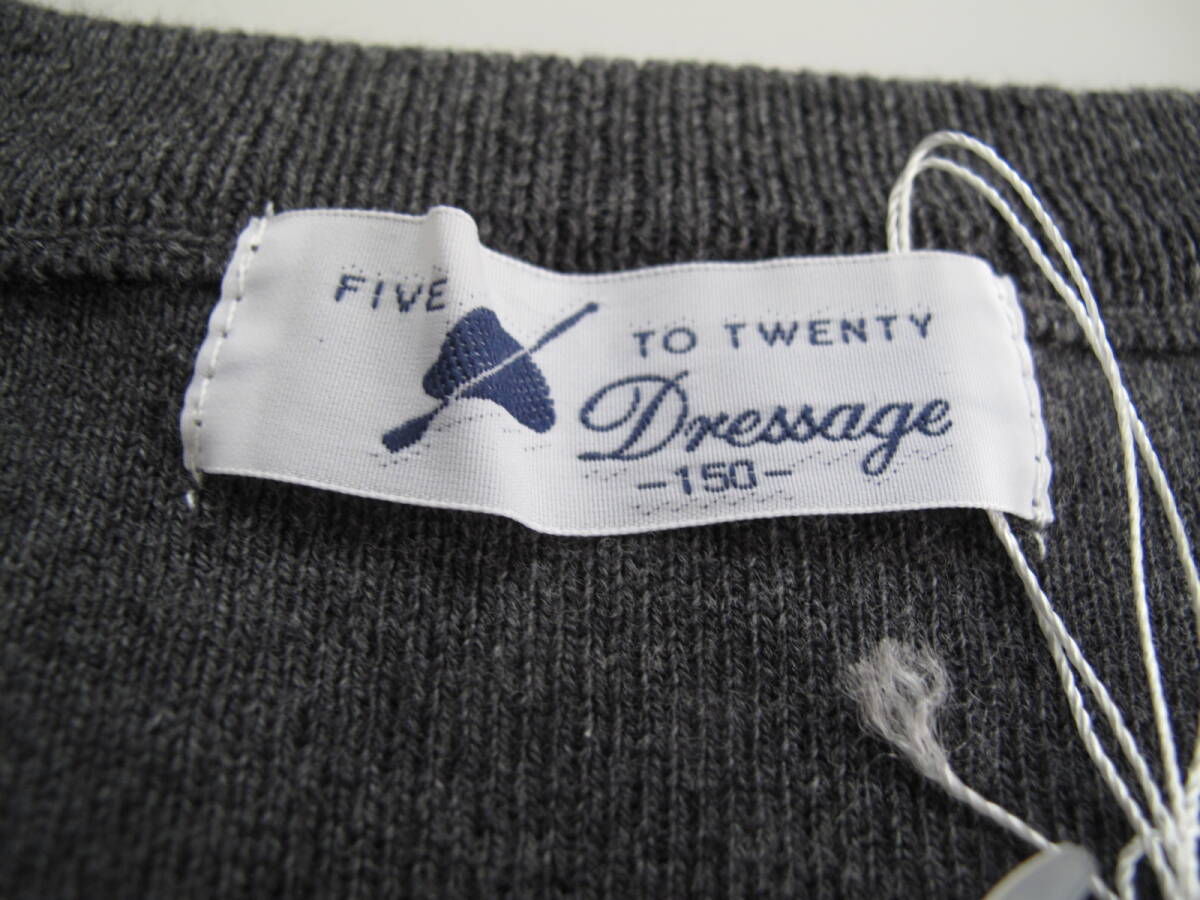 FIVE TO TWENTY
Dressage
-150-